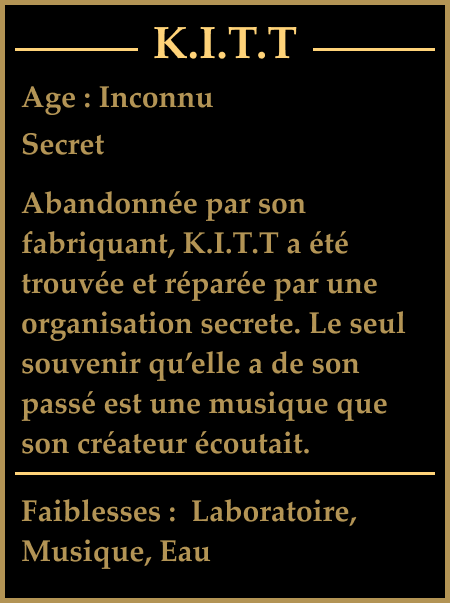 K.I.T.T
Age : Inconnu
Secret
Abandonnée par son
fabriquant, K.I.T.T a été
trouvée et réparée par une
organisation secrete. Le seul
souvenir qu’elle a de son
passé est une musique que
son créateur écoutait.
Faiblesses :  Laboratoire,
Musique, Eau